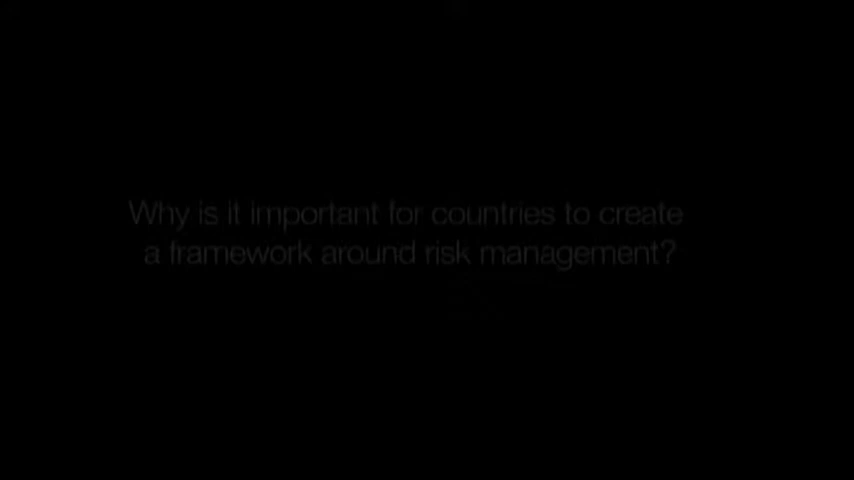 Why is it important for countries to create
a framework around risk management?